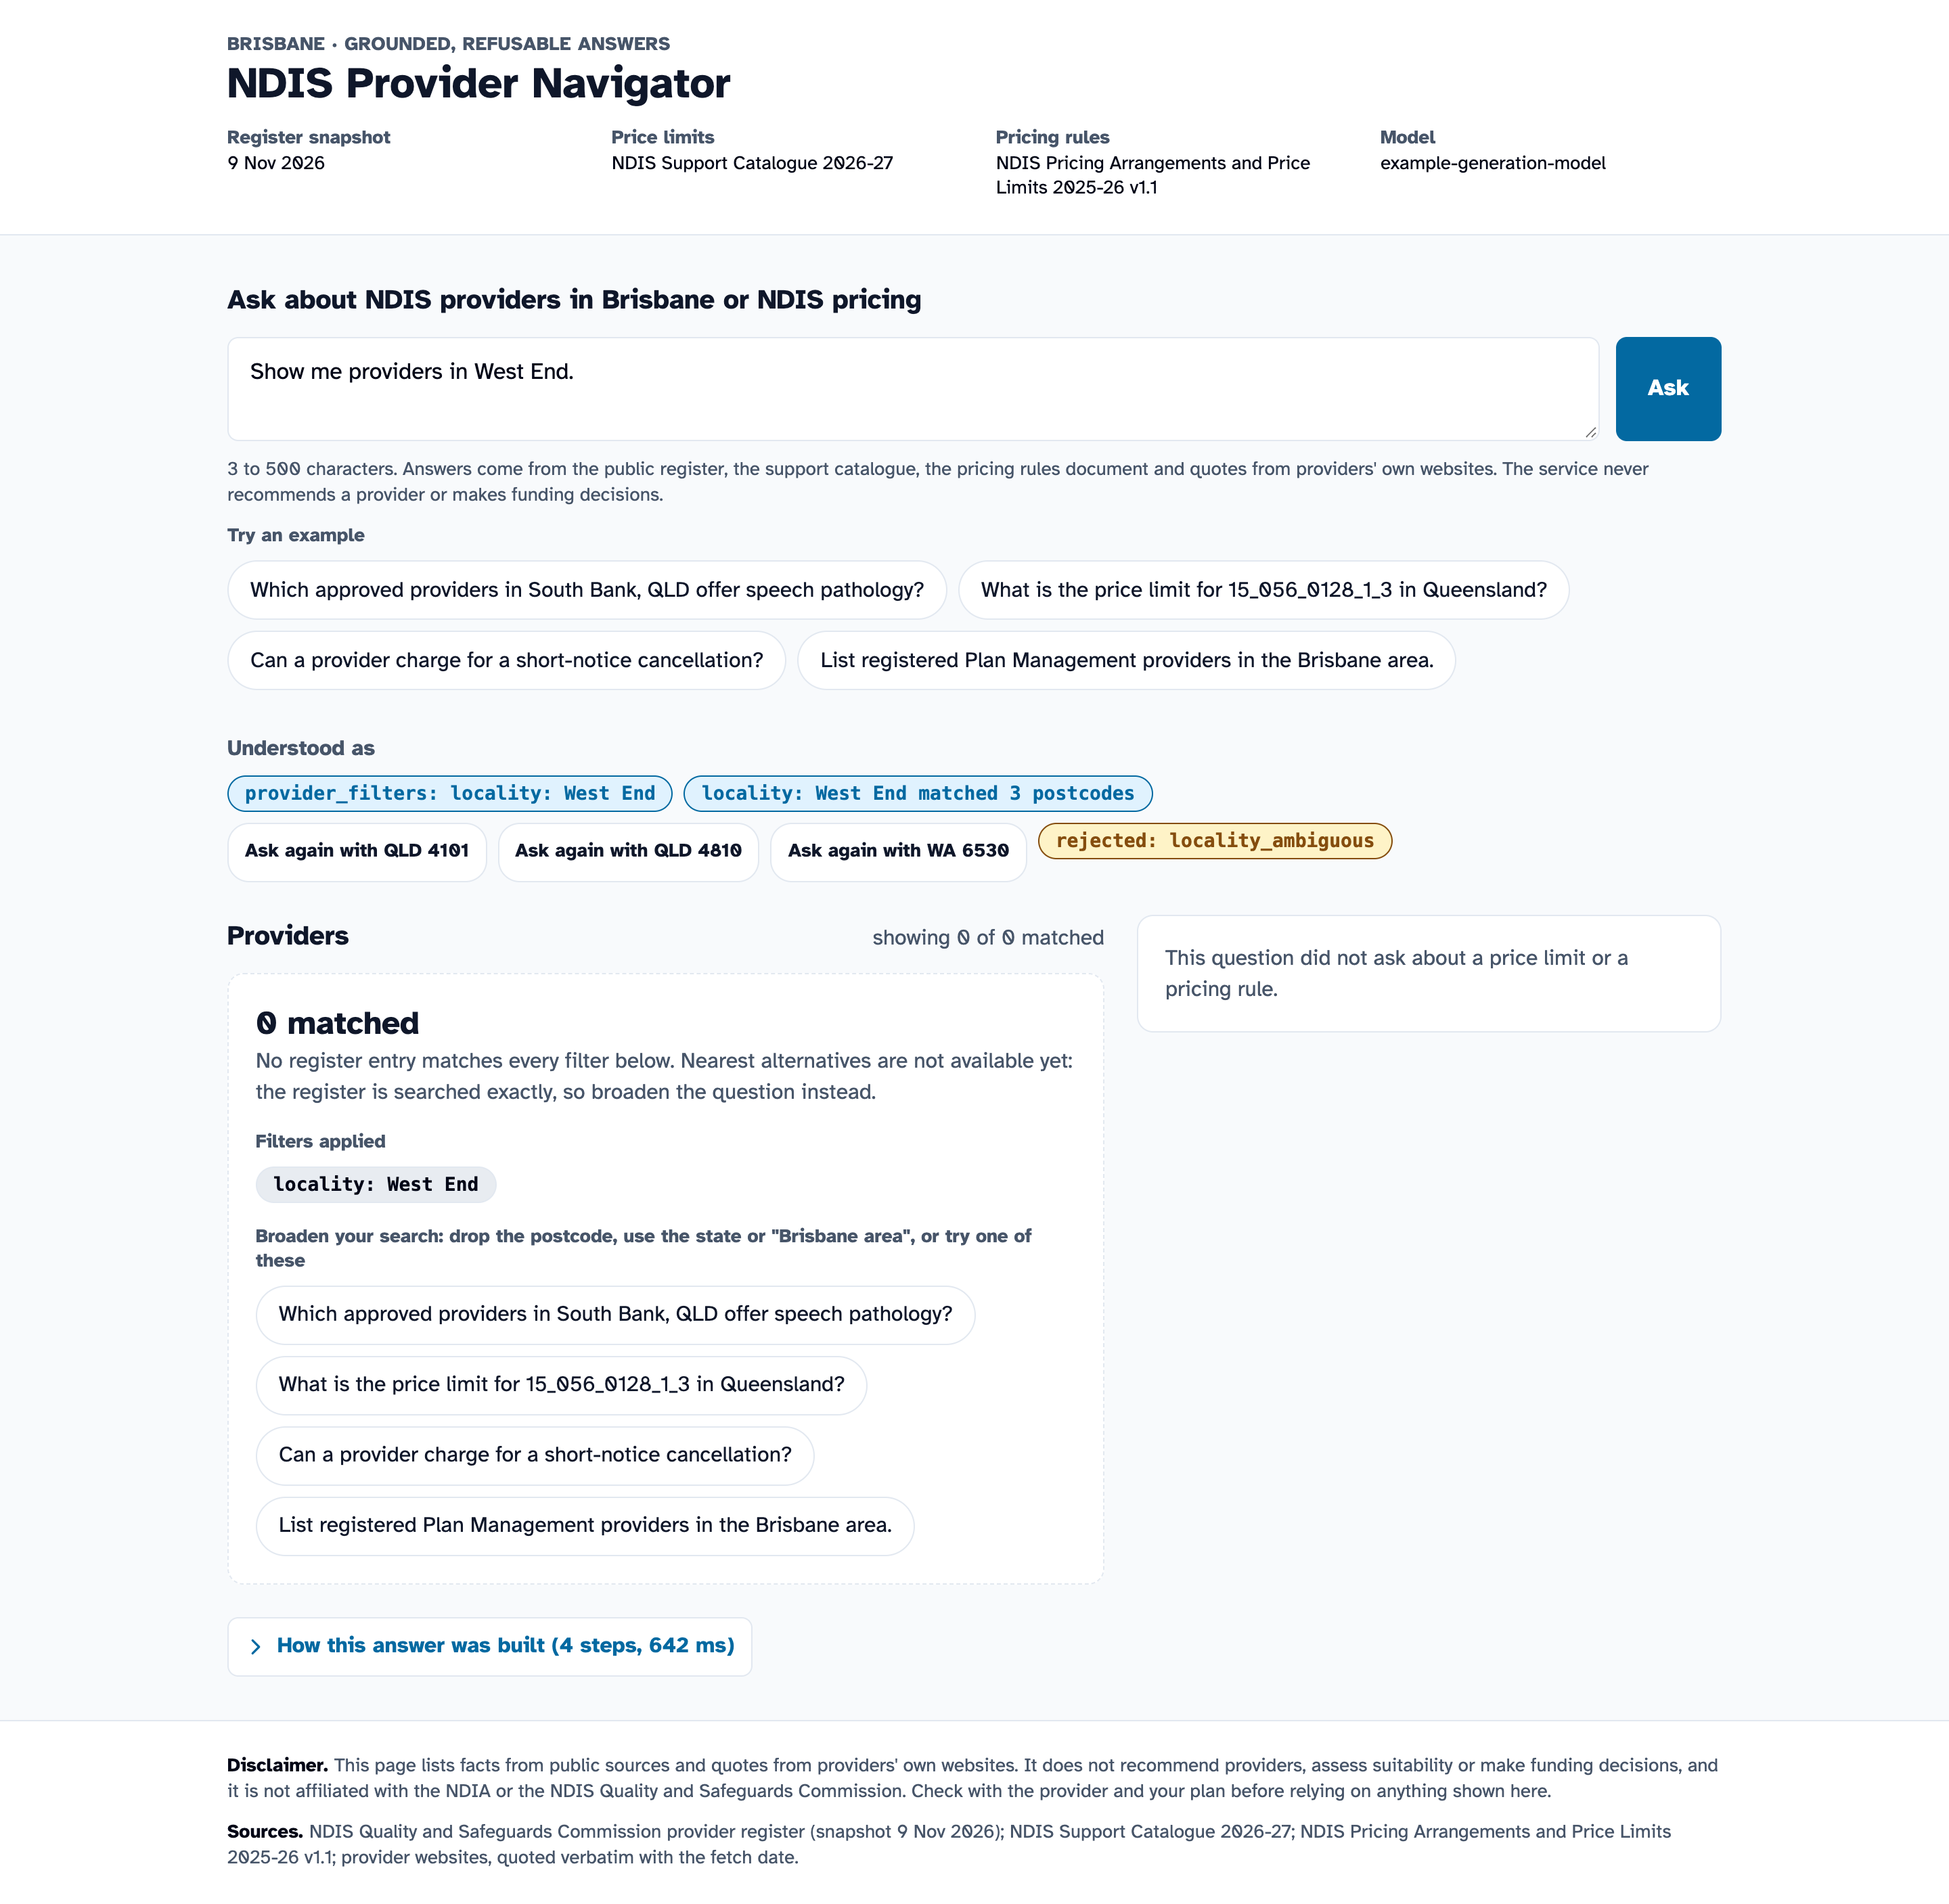 BRISBANE · GROUNDED, REFUSABLE ANSWERS
NDIS Provider Navigator
Register snapshot
9 Nov 2026
Price limits
NDIS Support Catalogue 2026-27
Pricing rules
NDIS Pricing Arrangements and Price
Limits 2025-26 v1.1
Model
example-generation-model
Ask about NDIS providers in Brisbane or NDIS pricing
Show me providers in West End.
Ask
3 to 500 characters. Answers come from the public register, the support catalogue, the pricing rules document and quotes from providers' own websites. The service never
recommends a provider or makes funding decisions.
Try an example
Which approved providers in South Bank, QLD offer speech pathology?
What is the price limit for 15_056_0128_1_3 in Queensland?
Can a provider charge for a short-notice cancellation?
List registered Plan Management providers in the Brisbane area.
Understood as
provider_filters: locality: West End
locality: West End matched 3 postcodes
Ask again with QLD 4101
Ask again with QLD 4810
Ask again with WA 6530
rejected: locality_ambiguous
Providers
showing 0 of 0 matched
0 matched
No register entry matches every filter below. Nearest alternatives are not available yet:
the register is searched exactly, so broaden the question instead.
Filters applied
locality: West End
Broaden your search: drop the postcode, use the state or "Brisbane area", or try one of
these
Which approved providers in South Bank, QLD offer speech pathology?
What is the price limit for 15_056_0128_1_3 in Queensland?
Can a provider charge for a short-notice cancellation?
List registered Plan Management providers in the Brisbane area.
This question did not ask about a price limit or a
pricing rule.
How this answer was built (4 steps, 642 ms)
Disclaimer. This page lists facts from public sources and quotes from providers' own websites. It does not recommend providers, assess suitability or make funding decisions, and
it is not affiliated with the NDIA or the NDIS Quality and Safeguards Commission. Check with the provider and your plan before relying on anything shown here.
Sources. NDIS Quality and Safeguards Commission provider register (snapshot 9 Nov 2026); NDIS Support Catalogue 2026-27; NDIS Pricing Arrangements and Price Limits
2025-26 v1.1; provider websites, quoted verbatim with the fetch date.